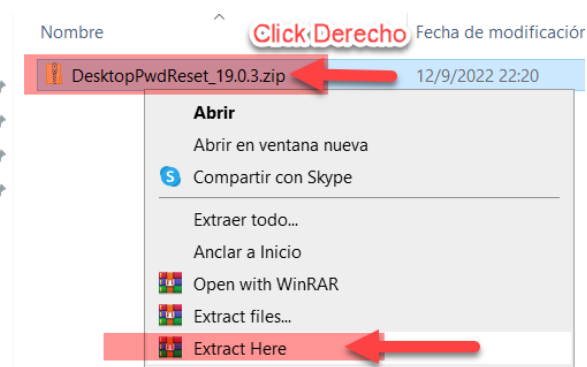 Nombre Click Derecho Fecha de modificación
DesktopPwdReset_19.0.3.zip 12/9/2022 22:20
Abrir
Abrir en ventana nueva
S Compartir con Skype
Extraer todo...
Anclar a Inicio
Open with WinRAR
Extract files...
Extract Here